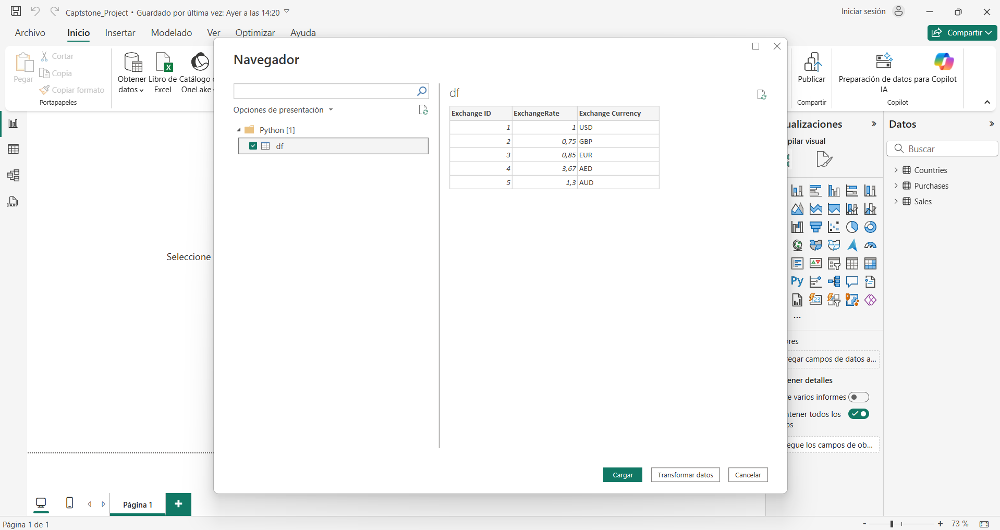 Captstone_Project • Guardado por última vez: Ayer a las 14:20
Iniciar sesión
Archivo
Inicio
Insertar
Modelado
Ver
Optimizar
Ayuda
Compartir
Pegar
Cortar
Copia
Copiar formato
Portapapeles
Obtener datos
Libro de Excel
Catálogo
OneLake
Publicar
Compartir
Preparación de datos para IA
Copilot
Copilot
Navegador
Opciones de presentación
Python [1]
df
df
Exchange ID ExchangeRate Exchange Currency
1 1 USD
2 0,75 GBP
3 0,85 EUR
4 3,67 AED
5 1,3 AUD
Cargar
Transformar datos
Cancelar
Seleccione
ualizaciones
pilar visual
Py
123
...
ores
regar campos de datos a...
ener detalles
e varios informes
tener todos los
os
egue los campos de ob...
Datos
Buscar
Countries
Purchases
Sales
DAX
Página 1
+
Página 1 de 1
- + 73 %